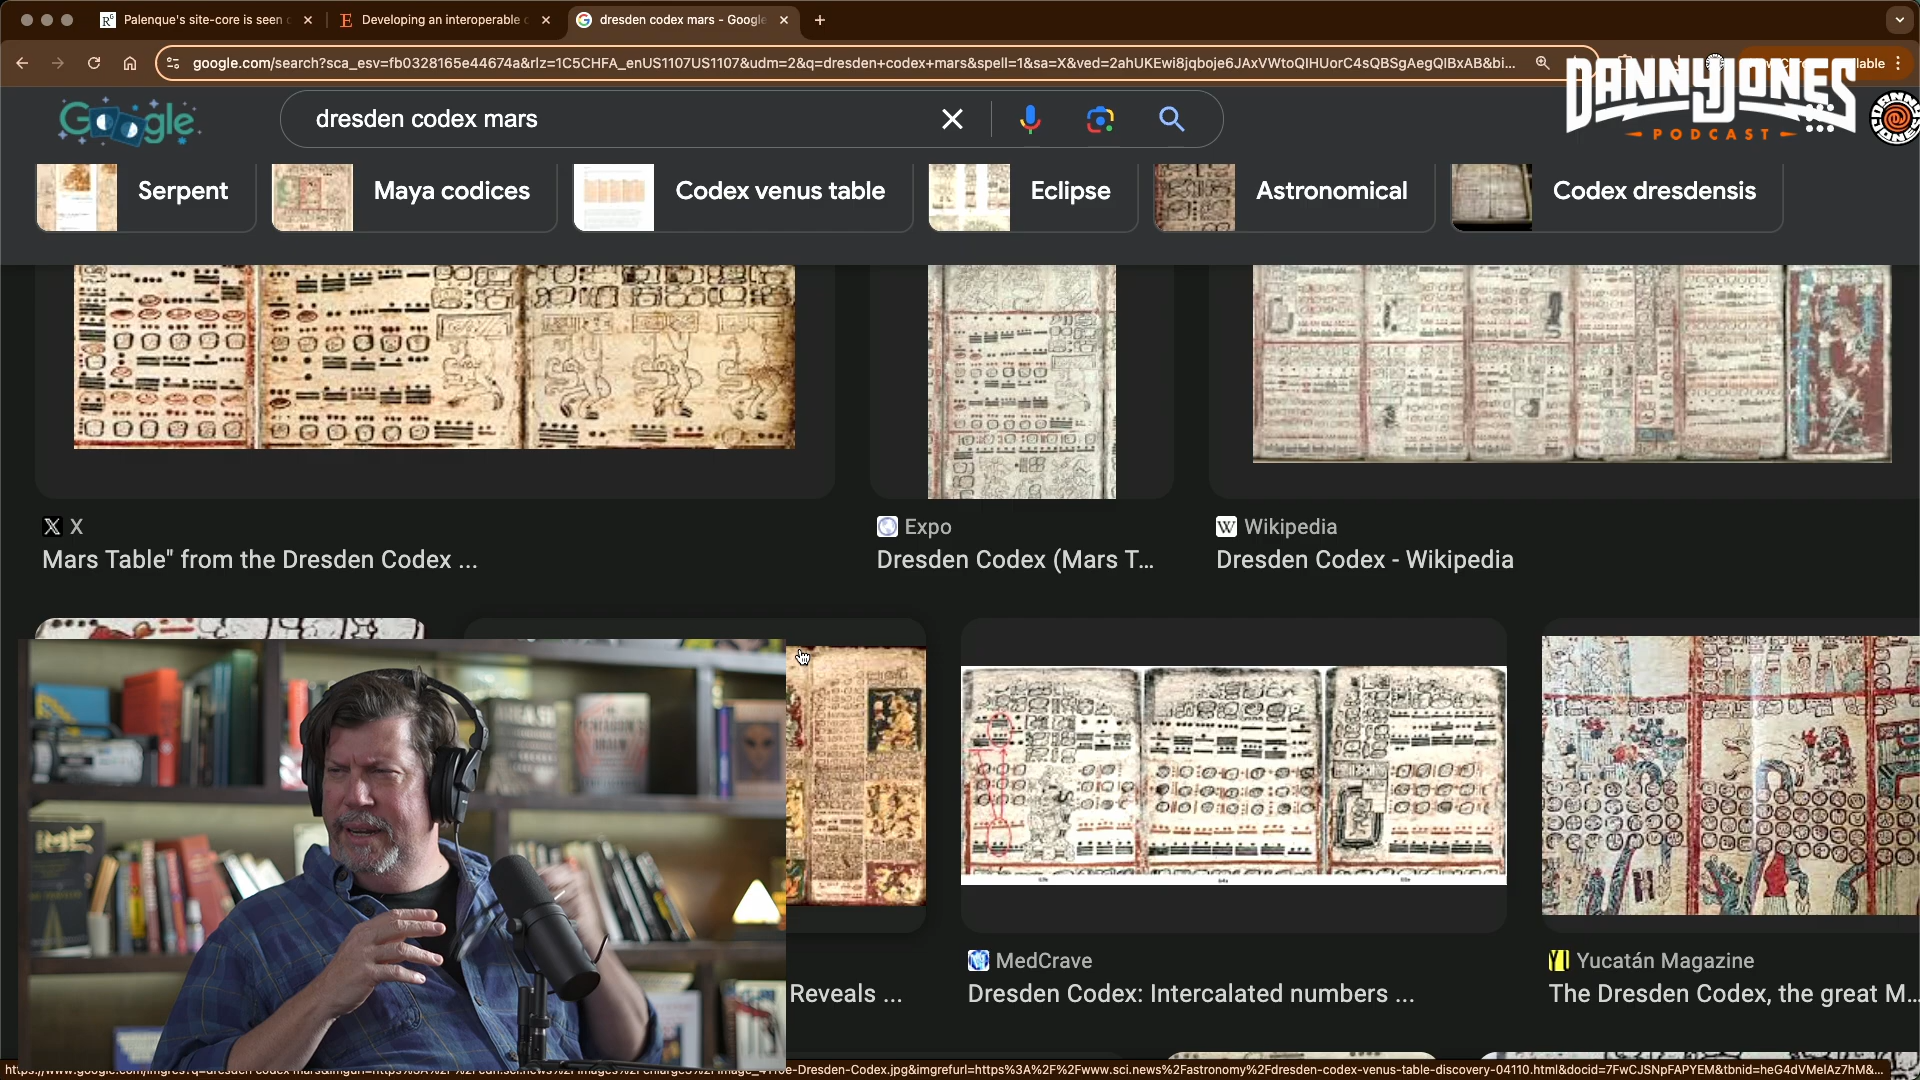 Palenque's site-core is seen
Developing an interoperable
dresden codex mars - Google
google.com/search?sca_esv=fb0328165e44674a&rlz=1C5CHFA_enUS1107US1107&udm=2&q=dresden+codex+mars&spell=1&sa=X&ved=2ahUKEwi8jqboje6JAxVWtoQIHUorC4sQBSgAegQIBxAB&bi...
DANNY JONES
PODCAST
Google
dresden codex mars
Serpent
Maya codices
Codex venus table
Eclipse
Astronomical
Codex dresdensis
X
Mars Table" from the Dresden Codex ...
Expo
Dresden Codex (Mars T...
Wikipedia
Dresden Codex - Wikipedia
Reveals ...
MedCrave
Dresden Codex: Intercalated numbers ...
Yucatán Magazine
The Dresden Codex, the great M...